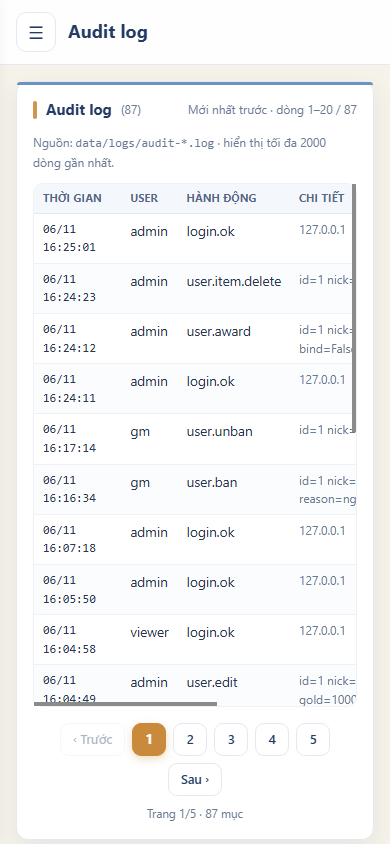 ☰ Audit log
Audit log (87) Mới nhất trước · dòng 1–20 / 87
Nguồn: data/logs/audit-*.log · hiển thị tối đa 2000
dòng gần nhất.
THỜI GIAN USER HÀNH ĐỘNG CHI TIẾT
06/11 admin login.ok 127.0.0.1
16:25:01
06/11 admin user.item.delete id=1 nick=
16:24:23
06/11 admin user.award id=1 nick=
16:24:12 bind=False
06/11 admin login.ok 127.0.0.1
16:24:11
06/11 gm user.unban id=1 nick=
16:17:14
06/11 gm user.ban id=1 nick=
16:16:34 reason=ng
06/11 admin login.ok 127.0.0.1
16:07:18
06/11 admin login.ok 127.0.0.1
16:05:50
06/11 viewer login.ok 127.0.0.1
16:04:58
06/11 admin user.edit id=1 nick=
16:04:49 gold=1000
‹ Trước 1 2 3 4 5
Sau ›
Trang 1/5 · 87 mục